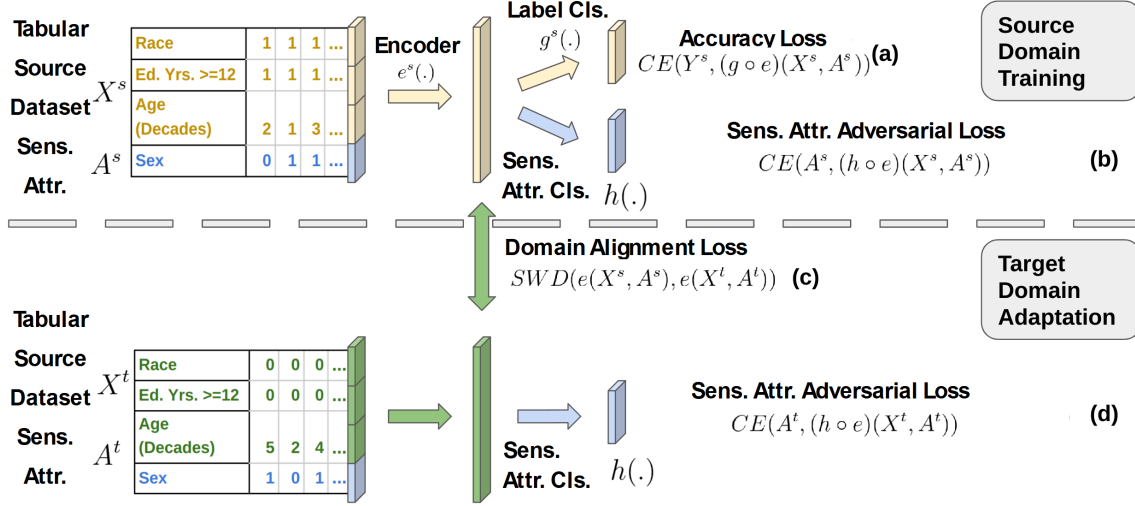 Tabular
Source
Dataset
Sens.
Attr.
X^s
A^s
Race 1 1 1 ...
Ed. Yrs. >=12 1 1 1 ...
Age
(Decades) 2 1 3 ...
Sex 0 1 1 ...
Encoder
e^s(.)
Label Cls.
g^s(.)
Sens.
Attr. Cls.
h(.)
Accuracy Loss
CE(Y^s, (g ∘ e)(X^s, A^s)) (a)
Sens. Attr. Adversarial Loss
CE(A^s, (h ∘ e)(X^s, A^s)) (b)
Source
Domain
Training
Domain Alignment Loss
SWD(e(X^s, A^s), e(X^t, A^t)) (c)
Target
Domain
Adaptation
Tabular
Source
Dataset
Sens.
Attr.
X^t
A^t
Race 0 0 0 ...
Ed. Yrs. >=12 0 0 0 ...
Age
(Decades) 5 2 4 ...
Sex 1 0 1 ...
Sens.
Attr. Cls.
h(.)
Sens. Attr. Adversarial Loss
CE(A^t, (h ∘ e)(X^t, A^t)) (d)